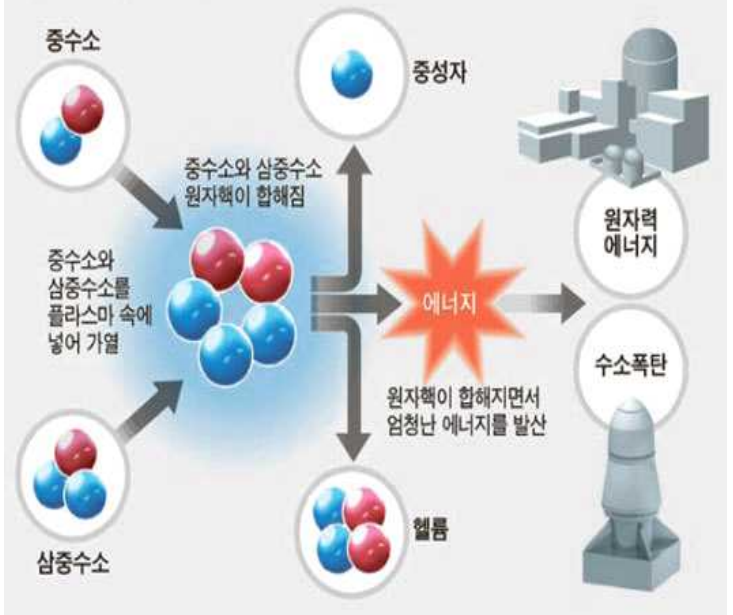 중수소
중성자
중수소와 삼중수소
원자핵이 합해짐
중수소와
삼중수소를
플라스마 속에
넣어 가열
에너지
원자력
에너지
수소폭탄
원자핵이 합해지면서
엄청난 에너지를 발산
삼중수소
헬륨